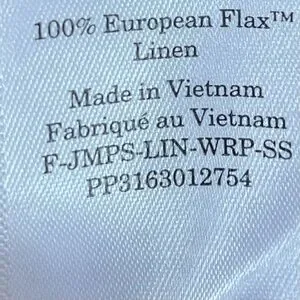 100% European Flax™
Linen
Made in Vietnam
Fabriqué au Vietnam
F-JMPS-LIN-WRP-SS
PP3163012754